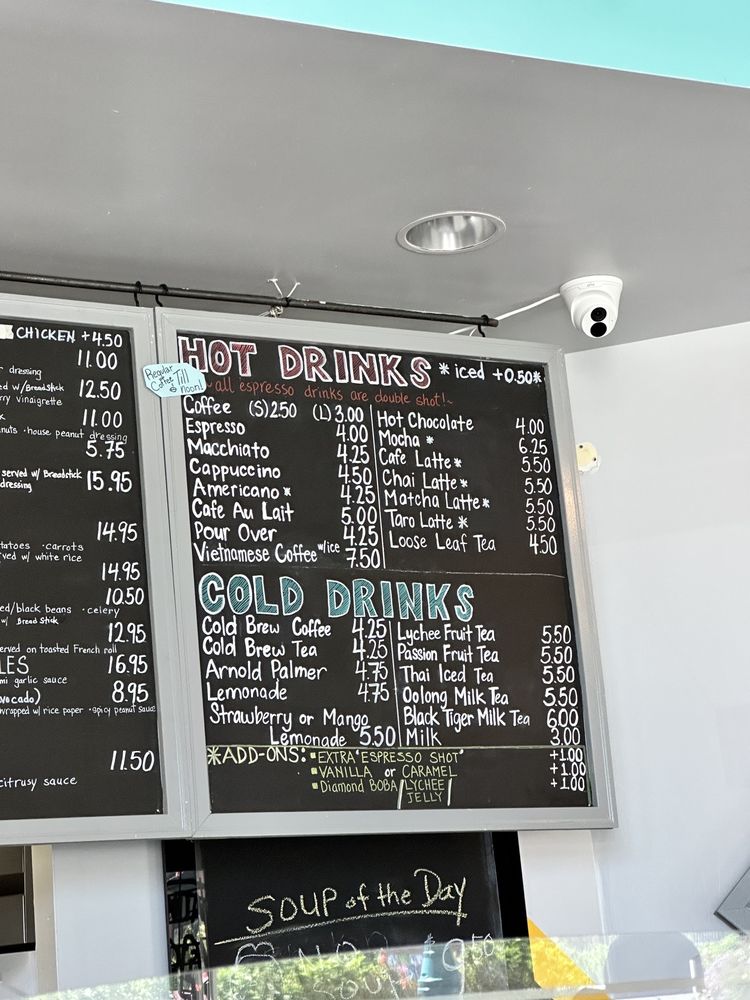 CHICKEN +4.50
11.00
dressing
ed w/Breadstick 12.50
rry vinaigrette
11.00
nuts · house peanut dressing
5.75
served w/ Breadstick 15.95
dressing
14.95
tatoes · carrots
ved w/ white rice
14.95
10.50
ed/black beans · celery
w/ Bread Stick
12.95
erved on toasted French roll
LES 16.95
mi garlic sauce
vocado) 8.95
wrapped w/ rice paper · spicy peanut sauce
11.50
citrusy sauce
Regular
Coffee
Till
noon!
HOT DRINKS *iced +0.50*
~all espresso drinks are double shot!~
Coffee (S) 2.50 (L) 3.00
Espresso 4.00
Macchiato 4.25
Cappuccino 4.50
Americano* 4.25
Cafe Au Lait 5.00
Pour Over 4.25
Vietnamese Coffee w/ice 7.50
Hot Chocolate 4.00
Mocha * 6.25
Cafe Latte* 5.50
Chai Latte* 5.50
Matcha Latte* 5.50
Taro Latte * 5.50
Loose Leaf Tea 4.50
COLD DRINKS
Cold Brew Coffee 4.25
Cold Brew Tea 4.25
Arnold Palmer 4.75
Lemonade 4.75
Strawberry or Mango
Lemonade 5.50
Lychee Fruit Tea 5.50
Passion Fruit Tea 5.50
Thai Iced Tea 5.50
Oolong Milk Tea 5.50
Black Tiger Milk Tea 6.00
Milk 3.00
*ADD-ONS: ▪EXTRA "ESPRESSO SHOT" +1.00
▪VANILLA or CARAMEL +1.00
▪Diamond BOBA/LYCHEE +1.00
JELLY
SOUP of the DAY